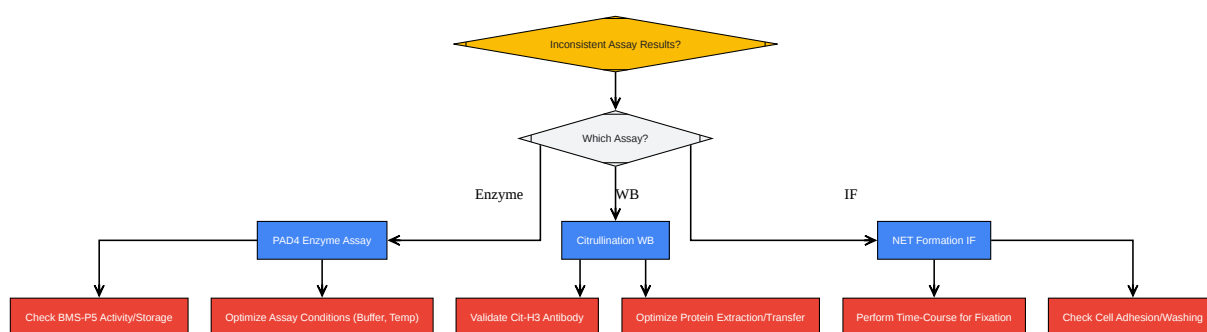 Inconsistent Assay Results?
Which Assay?
Enzyme
WB
IF
PAD4 Enzyme Assay
Citrullination WB
NET Formation IF
Check BMS-P5 Activity/Storage
Optimize Assay Conditions (Buffer, Temp)
Validate Cit-H3 Antibody
Optimize Protein Extraction/Transfer
Perform Time-Course for Fixation
Check Cell Adhesion/Washing